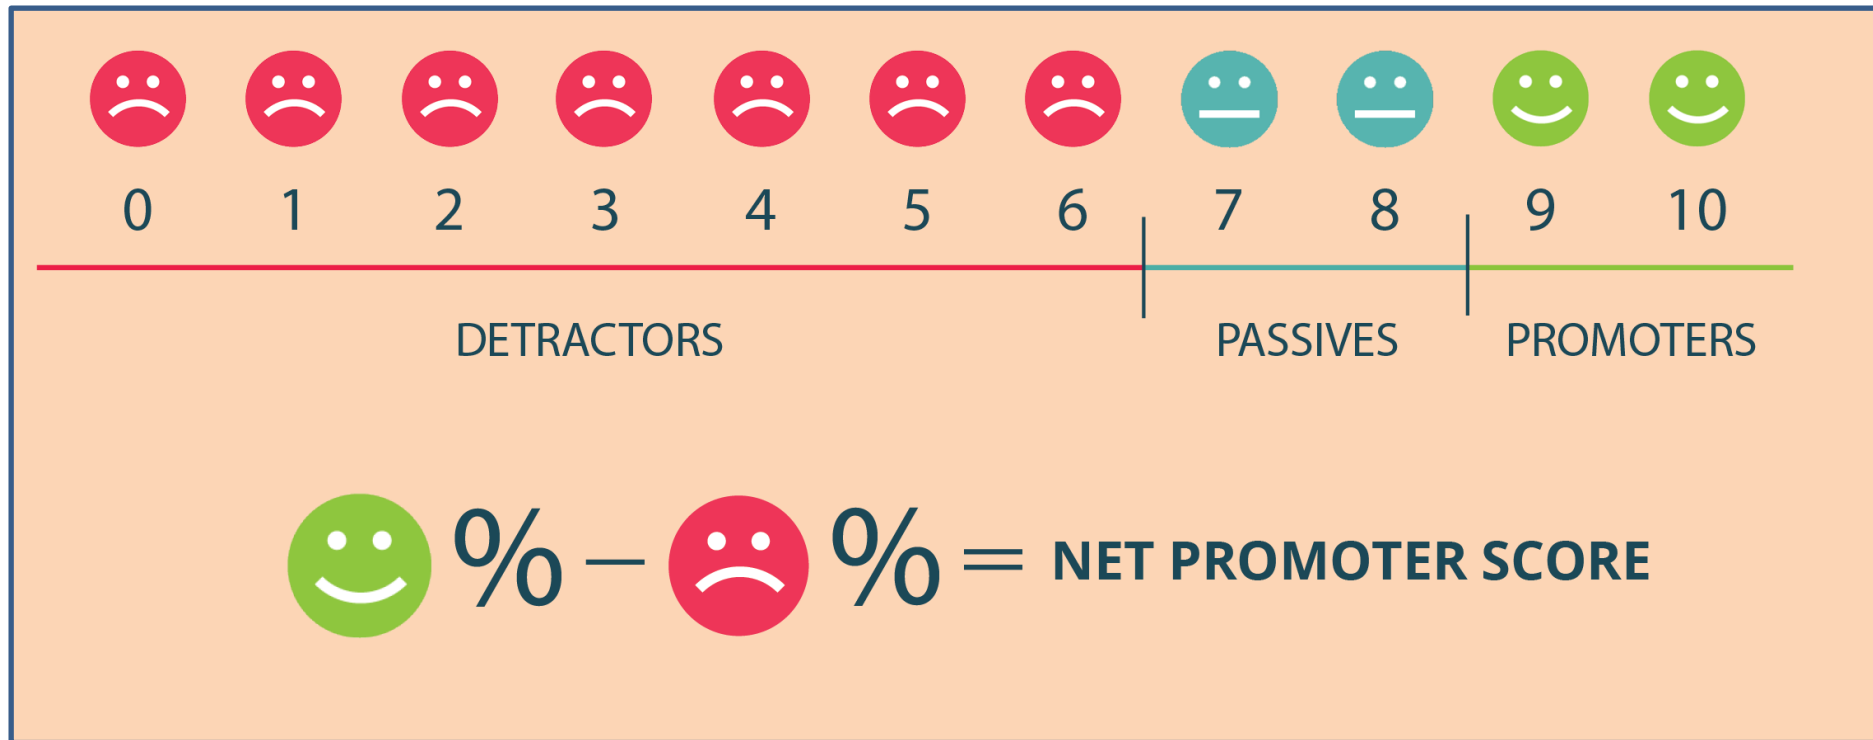 0 1 2 3 4 5 6 7 8 9 10
DETRACTORS PASSIVES PROMOTERS
% – % = NET PROMOTER SCORE